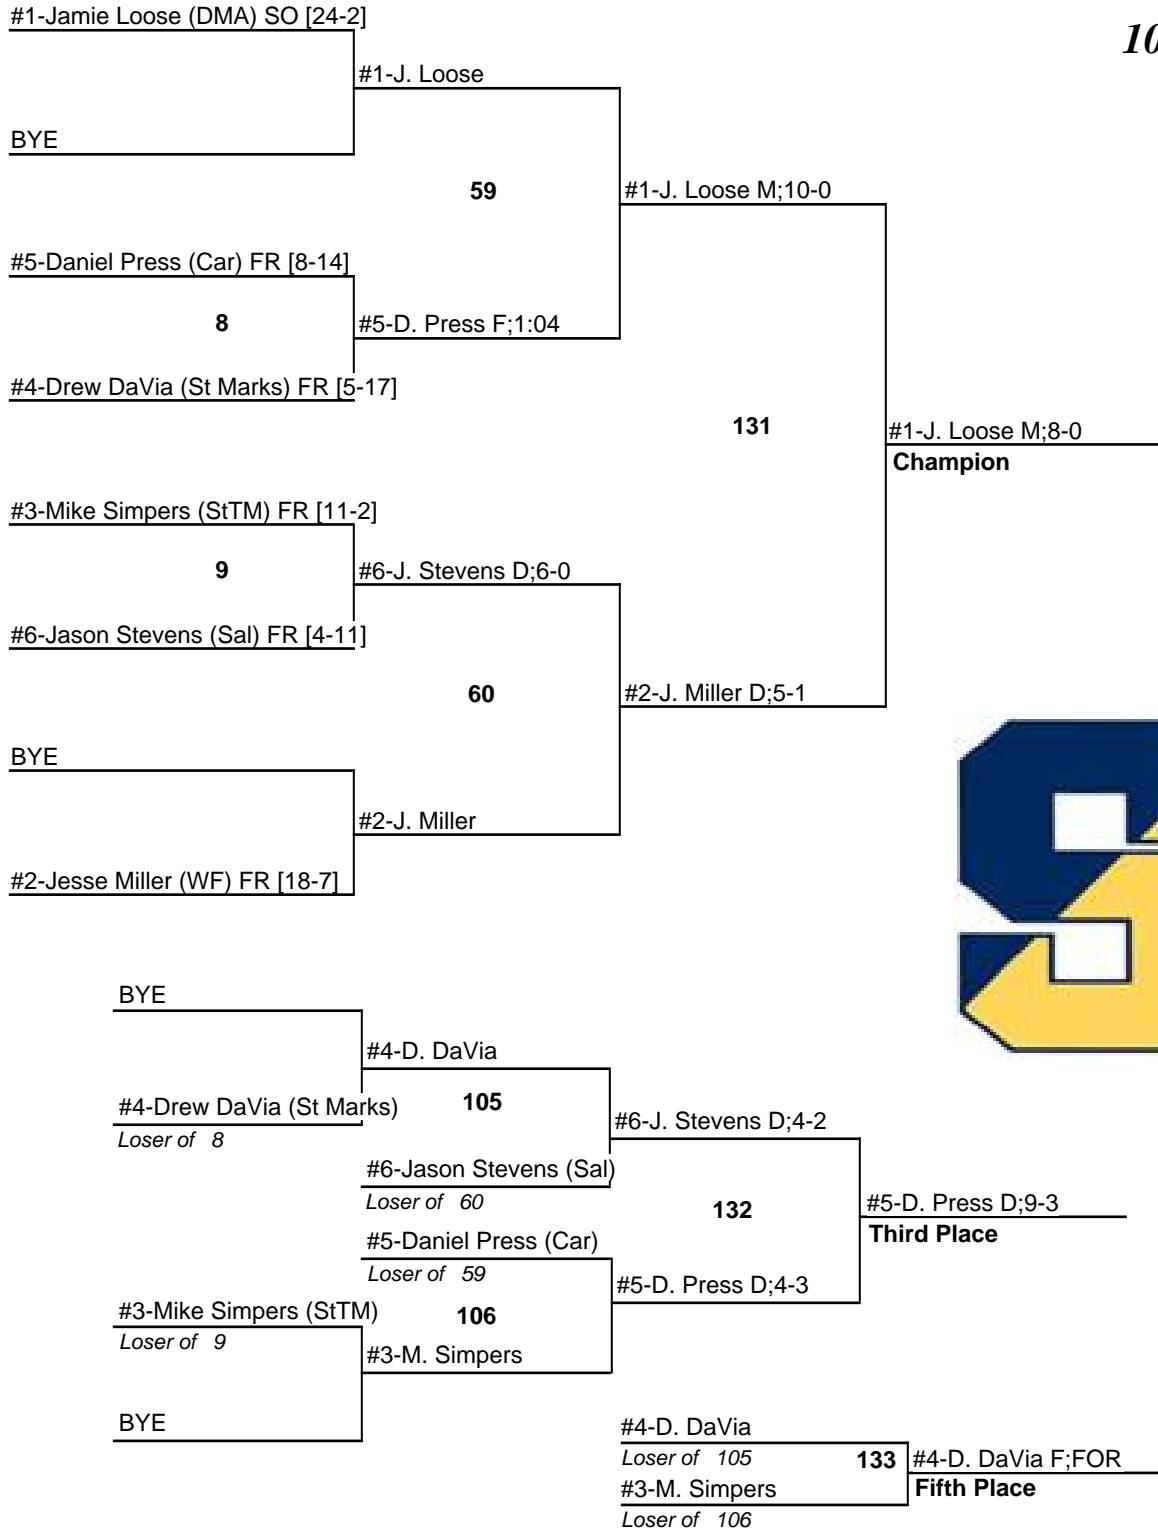 #1-Jamie Loose (DMA) SO [24-2]
10
#1-J. Loose
BYE
59
#1-J. Loose M;10-0
#5-Daniel Press (Car) FR [8-14]
8
#5-D. Press F;1:04
#4-Drew DaVia (St Marks) FR [5-17]
131
#1-J. Loose M;8-0
Champion
#3-Mike Simpers (StTM) FR [11-2]
9
#6-J. Stevens D;6-0
#6-Jason Stevens (Sal) FR [4-11]
60
#2-J. Miller D;5-1
BYE
#2-J. Miller
#2-Jesse Miller (WF) FR [18-7]
S
BYE
#4-D. DaVia
#4-Drew DaVia (St Marks)
105
Loser of 8
#6-J. Stevens D;4-2
#6-Jason Stevens (Sal)
Loser of 60
132
#5-D. Press D;9-3
Third Place
#5-Daniel Press (Car)
Loser of 59
#5-D. Press D;4-3
#3-Mike Simpers (StTM)
106
Loser of 9
#3-M. Simpers
BYE
#4-D. DaVia
Loser of 105
133
#4-D. DaVia F;FOR
Fifth Place
#3-M. Simpers
Loser of 106